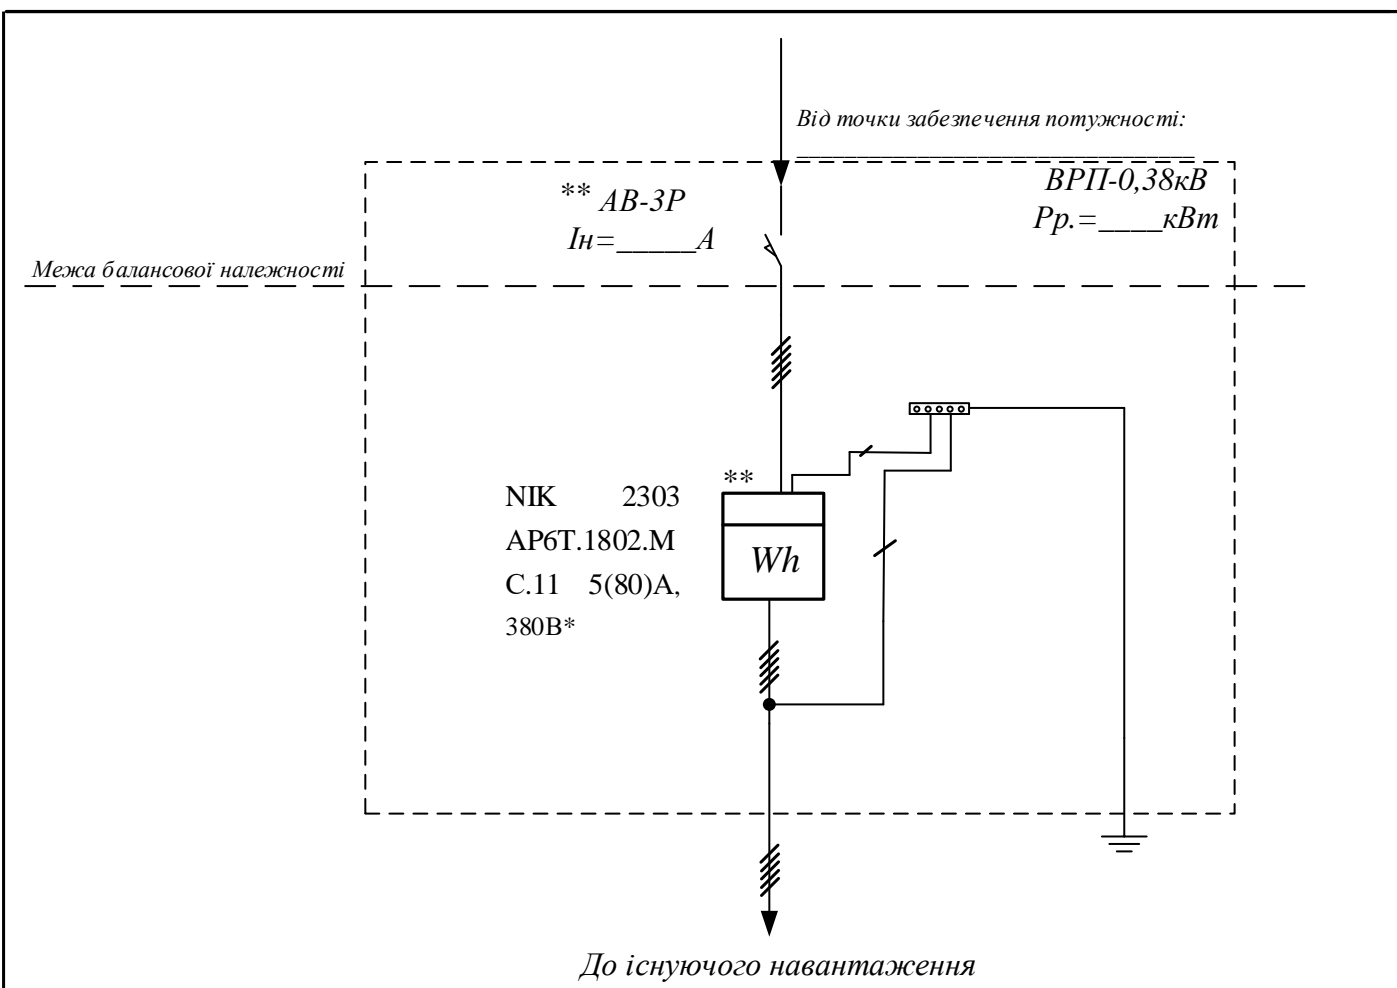 Від точки забезпечення потужності:
_________________________________
** АВ-3Р
Ін=_____А
ВРП-0,38кВ
Рр.=____кВт
Межа балансової належності
**
NIK 2303
АР6Т.1802.М
С.11 5(80)А,
380В*
Wh
До існуючого навантаження